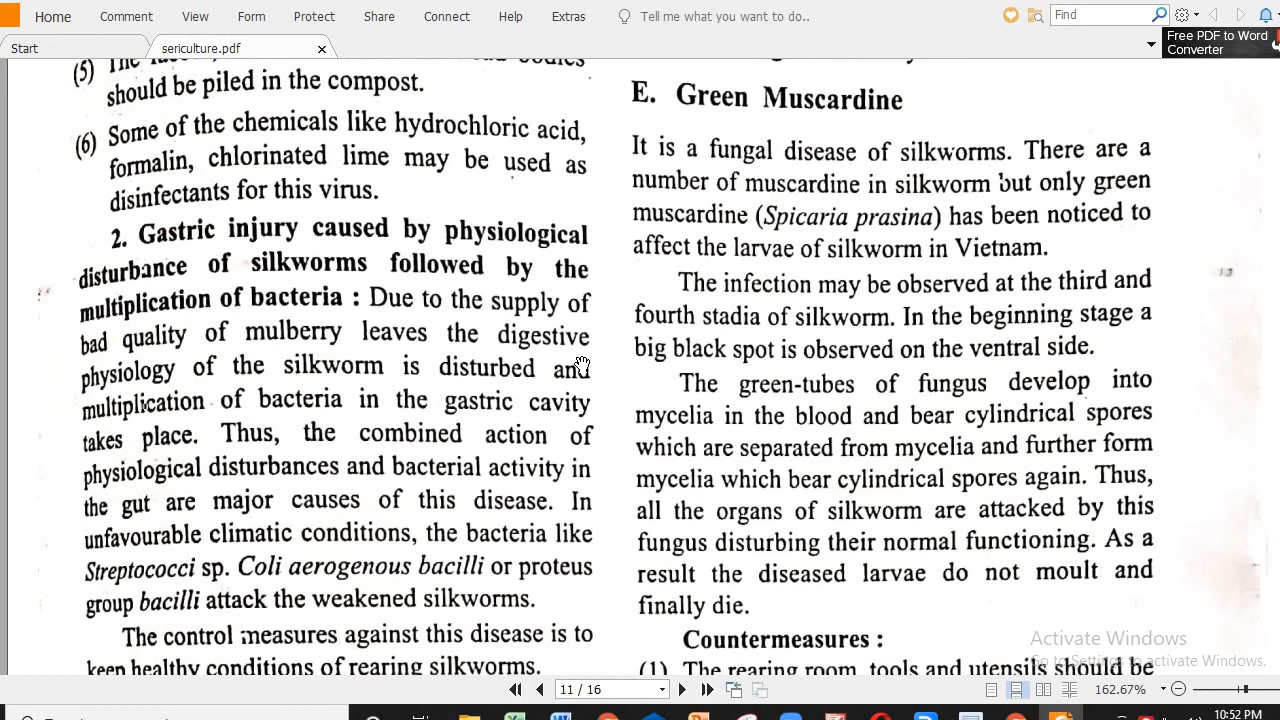 Home Comment View Form Protect Share Connect Help Extras Tell me what you want to do.. Find
Free PDF to Word
Converter
Start sericulture.pdf x
(5)
should be piled in the compost.
(6) Some of the chemicals like hydrochloric acid,
formalin, chlorinated lime may be used as
disinfectants for this virus.
2. Gastric injury caused by physiological
disturbance of silkworms followed by the
multiplication of bacteria : Due to the supply of
bad quality of mulberry leaves the digestive
physiology of the silkworm is disturbed and
multiplication of bacteria in the gastric cavity
takes place. Thus, the combined action of
physiological disturbances and bacterial activity in
the gut are major causes of this disease. In
unfavourable climatic conditions, the bacteria like
Streptococci sp. Coli aerogenous bacilli or proteus
group bacilli attack the weakened silkworms.
The control measures against this disease is to
keep healthy conditions of rearing silkworms.
E. Green Muscardine
It is a fungal disease of silkworms. There are a
number of muscardine in silkworm but only green
muscardine (Spicaria prasina) has been noticed to
affect the larvae of silkworm in Vietnam.
The infection may be observed at the third and
fourth stadia of silkworm. In the beginning stage a
big black spot is observed on the ventral side.
The green-tubes of fungus develop into
mycelia in the blood and bear cylindrical spores
which are separated from mycelia and further form
mycelia which bear cylindrical spores again. Thus,
all the organs of silkworm are attacked by this
fungus disturbing their normal functioning. As a
result the diseased larvae do not moult and
finally die.
Countermeasures :
(1) The rearing room, tools and utensils should be
Activate Windows
Go to Settings to activate Windows.
11 / 16
162.67%
10:52 PM